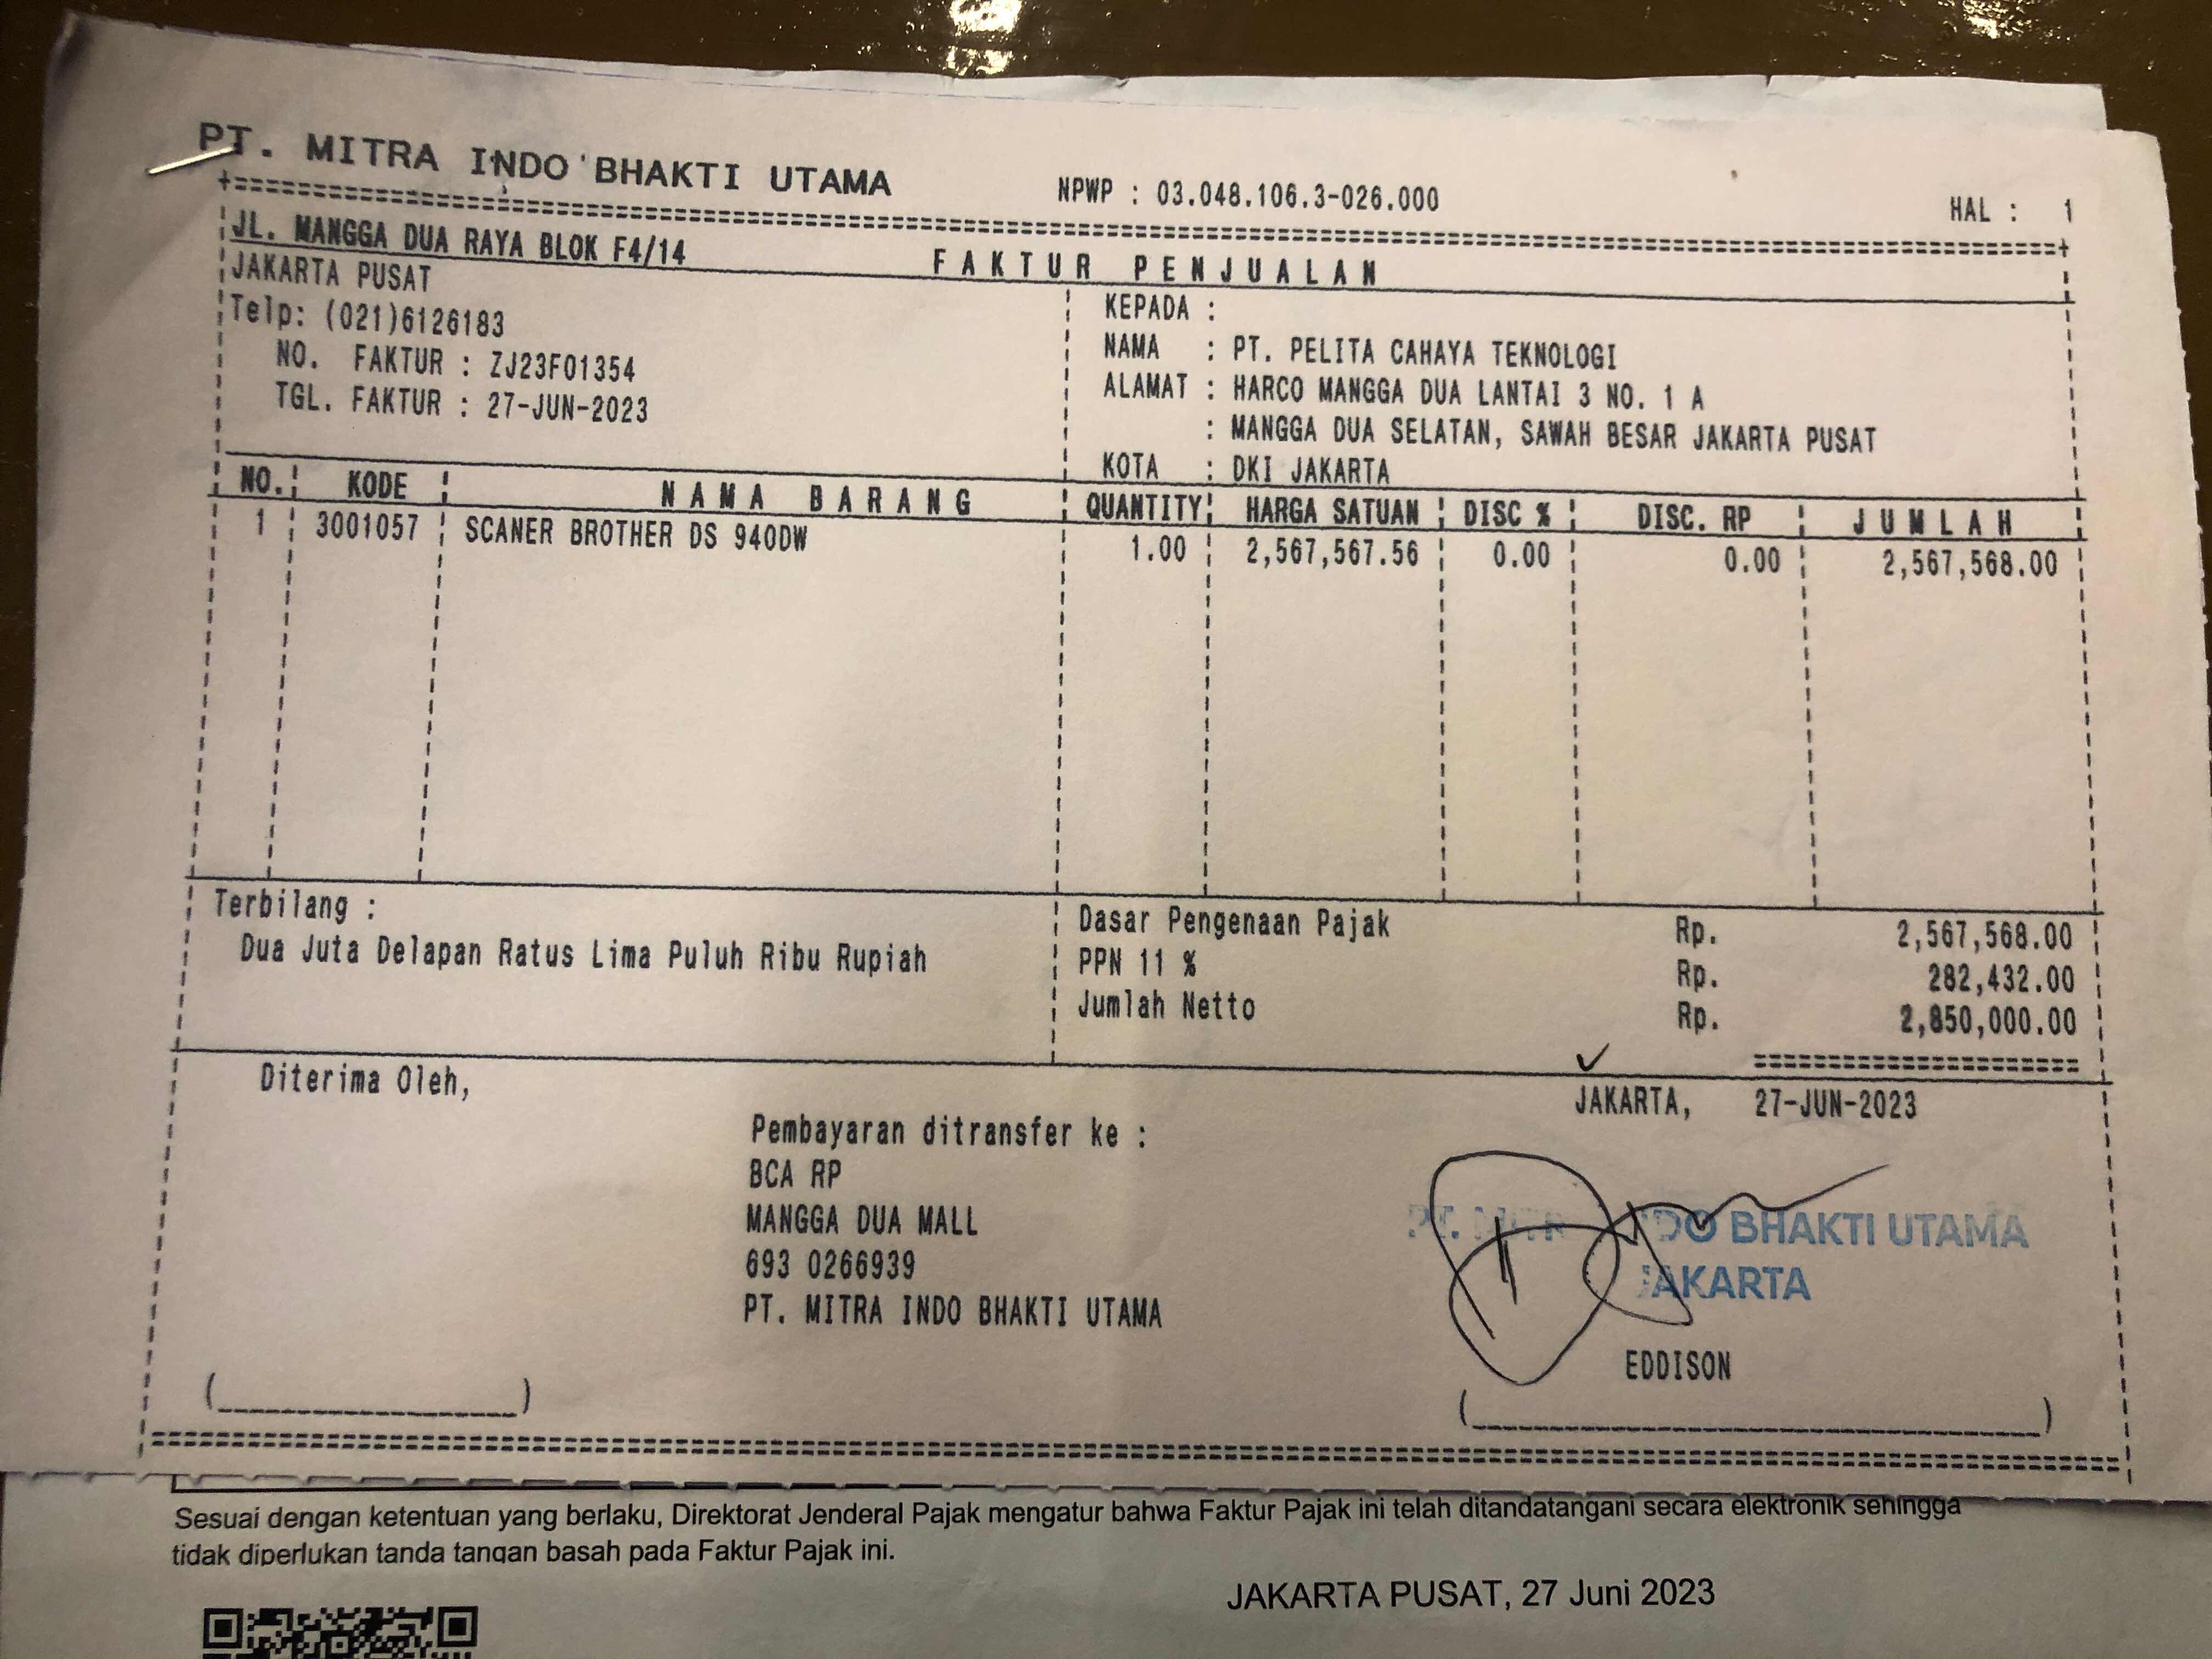 PT. MITRA INDO BHAKTI UTAMA
NPWP : 03.048.106.3-026.000
HAL : 1
JL. MANGGA DUA RAYA BLOK F4/14
JAKARTA PUSAT
Telp: (021)6126183
FAKTUR PENJUALAN
NO. FAKTUR : ZJ23F01354
TGL. FAKTUR : 27-JUN-2023
KEPADA :
NAMA : PT. PELITA CAHAYA TEKNOLOGI
ALAMAT : HARCO MANGGA DUA LANTAI 3 NO. 1 A
: MANGGA DUA SELATAN, SAWAH BESAR JAKARTA PUSAT
KOTA : DKI JAKARTA
NO. KODE NAMA BARANG QUANTITY HARGA SATUAN DISC % DISC. RP JUMLAH
1 3001057 SCANER BROTHER DS 940DW 1.00 2,567,567.56 0.00 0.00 2,567,568.00
Terbilang :
Dua Juta Delapan Ratus Lima Puluh Ribu Rupiah
Dasar Pengenaan Pajak Rp. 2,567,568.00
PPN 11 % Rp. 282,432.00
Jumlah Netto Rp. 2,850,000.00
Diterima Oleh,
Pembayaran ditransfer ke :
BCA RP
MANGGA DUA MALL
693 0266939
PT. MITRA INDO BHAKTI UTAMA
JAKARTA, 27-JUN-2023
PT. MITRA INDO BHAKTI UTAMA
JAKARTA
EDDISON
Sesuai dengan ketentuan yang berlaku, Direktorat Jenderal Pajak mengatur bahwa Faktur Pajak ini telah ditandatangani secara elektronik sehingga
tidak diperlukan tanda tangan basah pada Faktur Pajak ini.
JAKARTA PUSAT, 27 Juni 2023